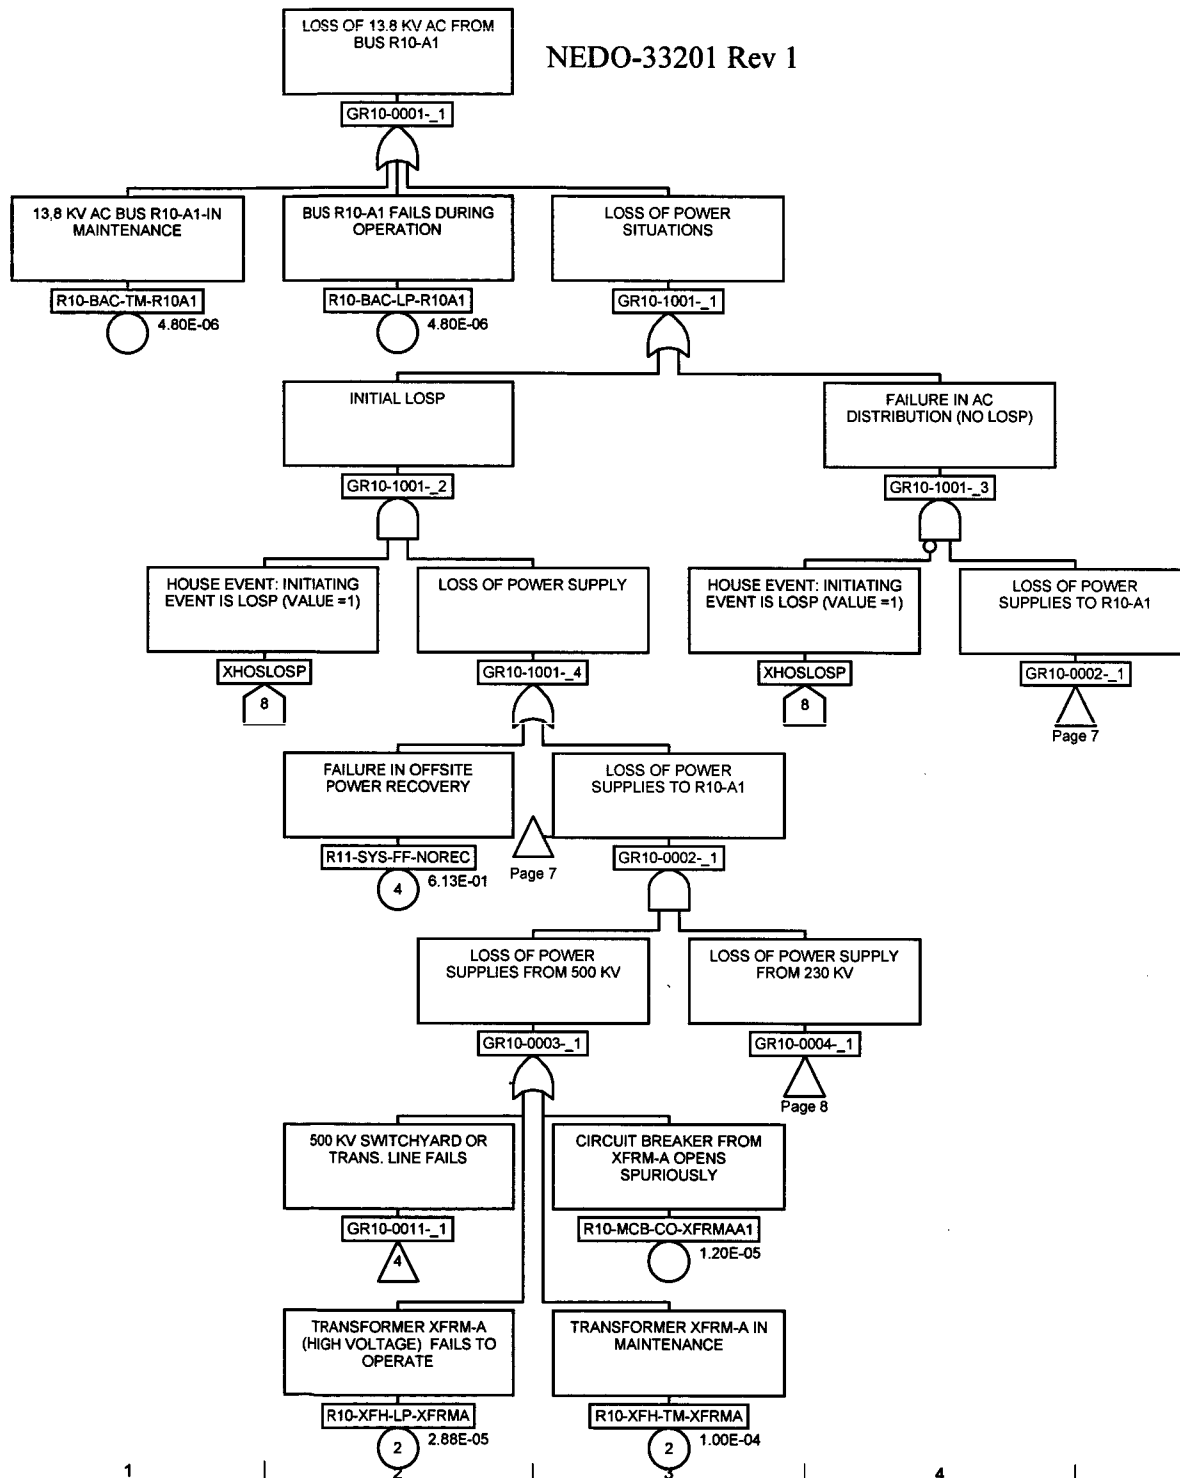 LOSS OF 13.8 KV AC FROM
BUS R10-A1
NEDO-33201 Rev 1
GR10-0001-_1
13,8 KV AC BUS R10-A1-IN
MAINTENANCE
BUS R10-A1 FAILS DURING
OPERATION
LOSS OF POWER
SITUATIONS
R10-BAC-TM-R10A1
4.80E-06
R10-BAC-LP-R10A1
4.80E-06
GR10-1001-_1
INITIAL LOSP
FAILURE IN AC
DISTRIBUTION (NO LOSP)
GR10-1001-_2
GR10-1001-_3
HOUSE EVENT: INITIATING
EVENT IS LOSP (VALUE =1)
LOSS OF POWER SUPPLY
HOUSE EVENT: INITIATING
EVENT IS LOSP (VALUE =1)
LOSS OF POWER
SUPPLIES TO R10-A1
XHOSLOSP
8
GR10-1001-_4
XHOSLOSP
8
GR10-0002-_1
Page 7
FAILURE IN OFFSITE
POWER RECOVERY
LOSS OF POWER
SUPPLIES TO R10-A1
R11-SYS-FF-NOREC
4
6.13E-01
Page 7
GR10-0002-_1
LOSS OF POWER
SUPPLIES FROM 500 KV
LOSS OF POWER SUPPLY
FROM 230 KV
GR10-0003-_1
GR10-0004-_1
Page 8
500 KV SWITCHYARD OR
TRANS. LINE FAILS
CIRCUIT BREAKER FROM
XFRM-A OPENS
SPURIOUSLY
GR10-0011-_1
4
R10-MCB-CO-XFRMAA1
1.20E-05
TRANSFORMER XFRM-A
(HIGH VOLTAGE) FAILS TO
OPERATE
TRANSFORMER XFRM-A IN
MAINTENANCE
R10-XFH-LP-XFRMA
2
2.88E-05
R10-XFH-TM-XFRMA
2
1.00E-04
1 2 3 4